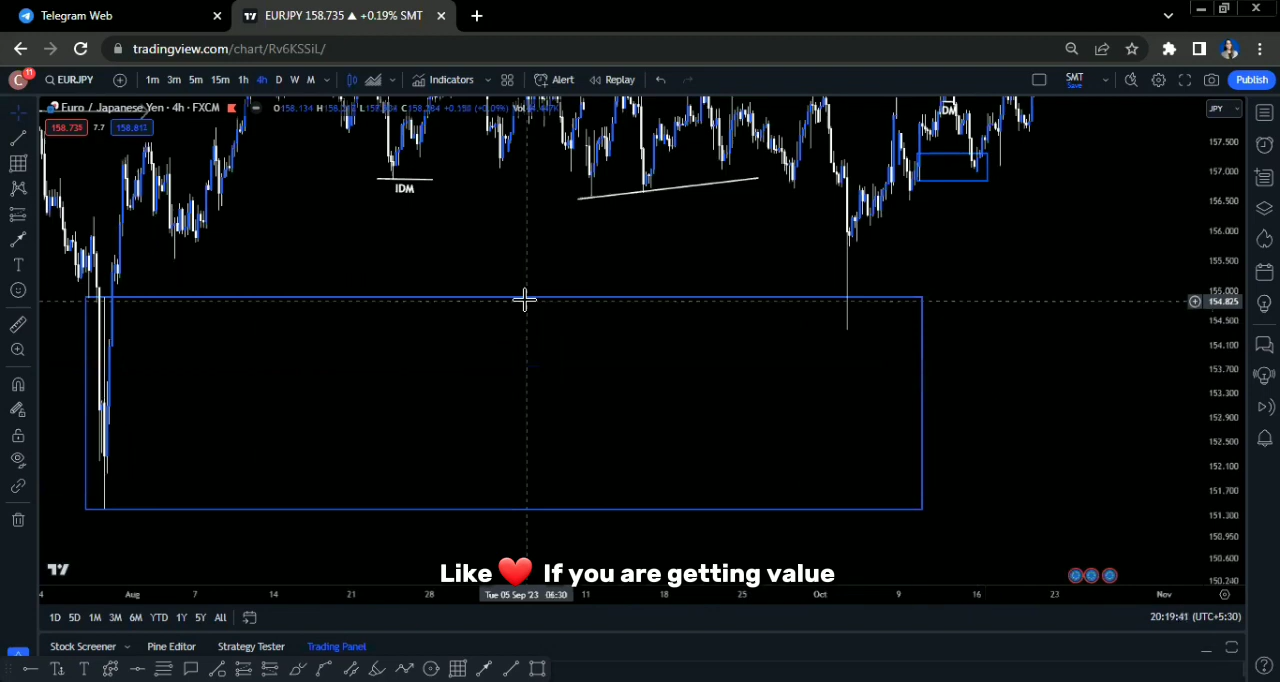 Telegram Web
EURJPY 158.735 ▲ +0.19% SMT
tradingview.com/chart/Rv6KSSiL/
C 11 EURJPY 1m 3m 5m 15m 1h 4h D W M Indicators Alert Replay SMT Save Publish
Euro / Japanese Yen · 4h · FXCM
JPY
158.738 7.7
IDM
157.500
157.000
IDM
156.500
156.000
155.500
155.000
154.825
154.500
154.100
153.700
153.300
152.900
152.500
152.100
151.700
151.300
150.950
150.600
150.240
Like ❤️ If you are getting value
4 Aug 7 14 21 28 Tue 05 Sep '23 06:30 11 18 25 Oct 9 16 23 Nov
1D 5D 1M 3M 6M YTD 1Y 5Y All 20:19:41 (UTC+5:30)
Stock Screener Pine Editor Strategy Tester Trading Panel